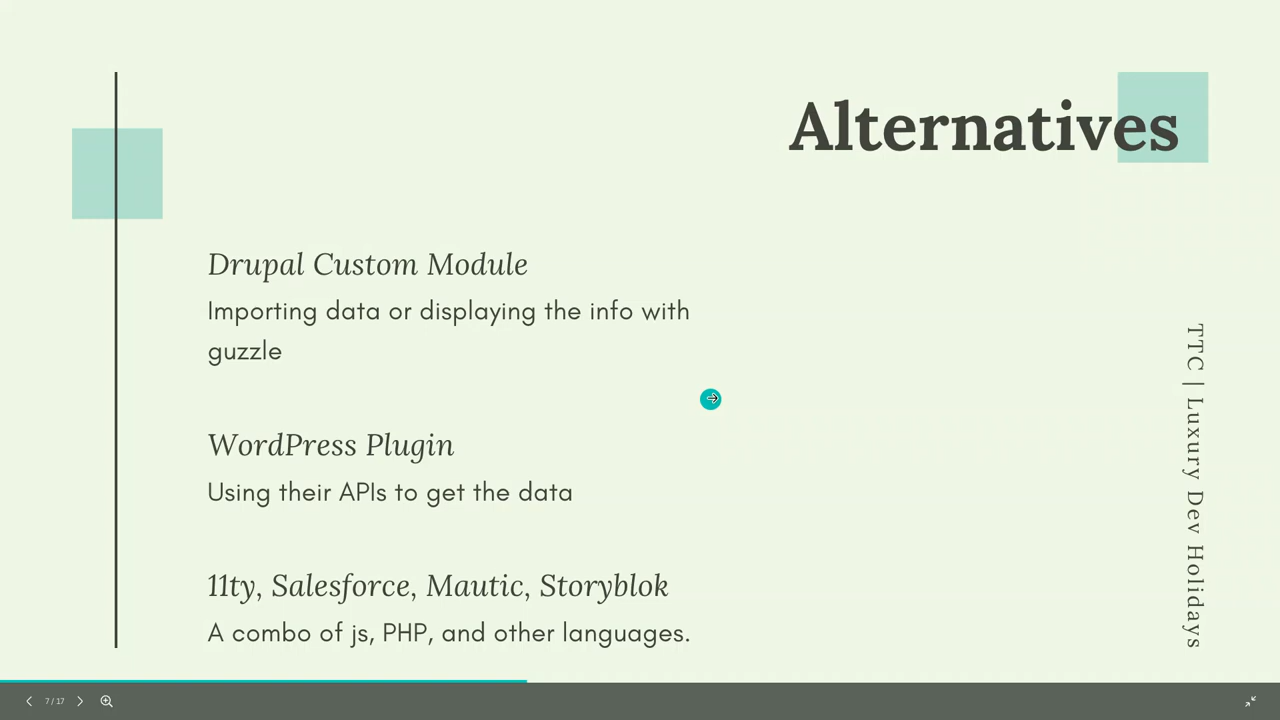 Alternatives
Drupal Custom Module
Importing data or displaying the info with
guzzle
WordPress Plugin
Using their APIs to get the data
11ty, Salesforce, Mautic, Storyblok
A combo of js, PHP, and other languages.
TTC | Luxury Dev Holidays
7 / 17